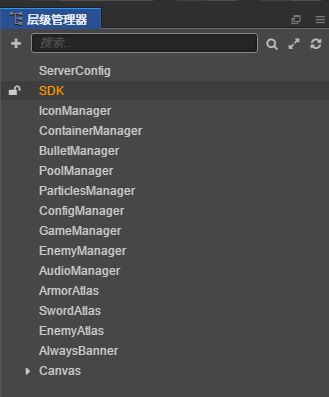 层级管理器
搜索...
ServerConfig
SDK
IconManager
ContainerManager
BulletManager
PoolManager
ParticlesManager
ConfigManager
GameManager
EnemyManager
AudioManager
ArmorAtlas
SwordAtlas
EnemyAtlas
AlwaysBanner
Canvas